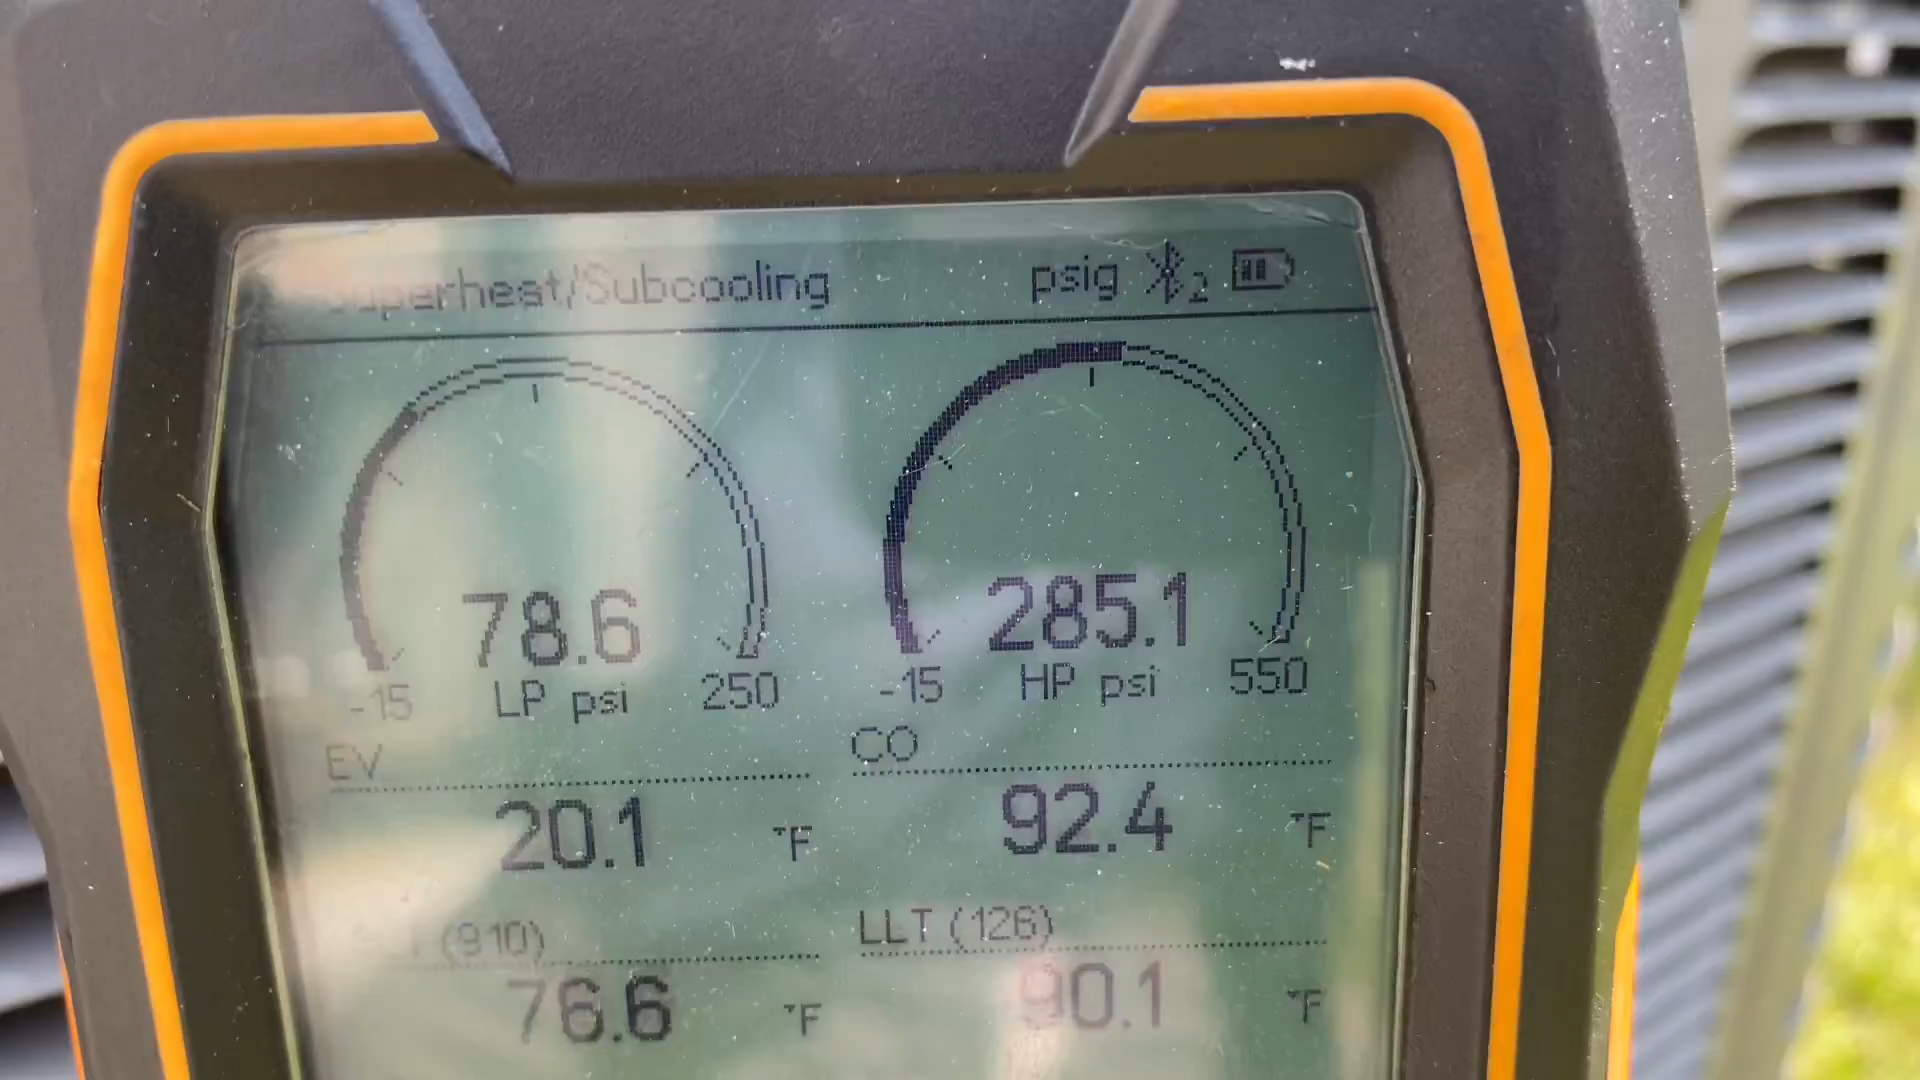 Superheat/Subcooling psig 2
78.6 285.1
-15 LP psi 250 -15 HP psi 550
EV CO
20.1 °F 92.4 °F
(910) LLT (126)
76.6 °F 90.1 °F